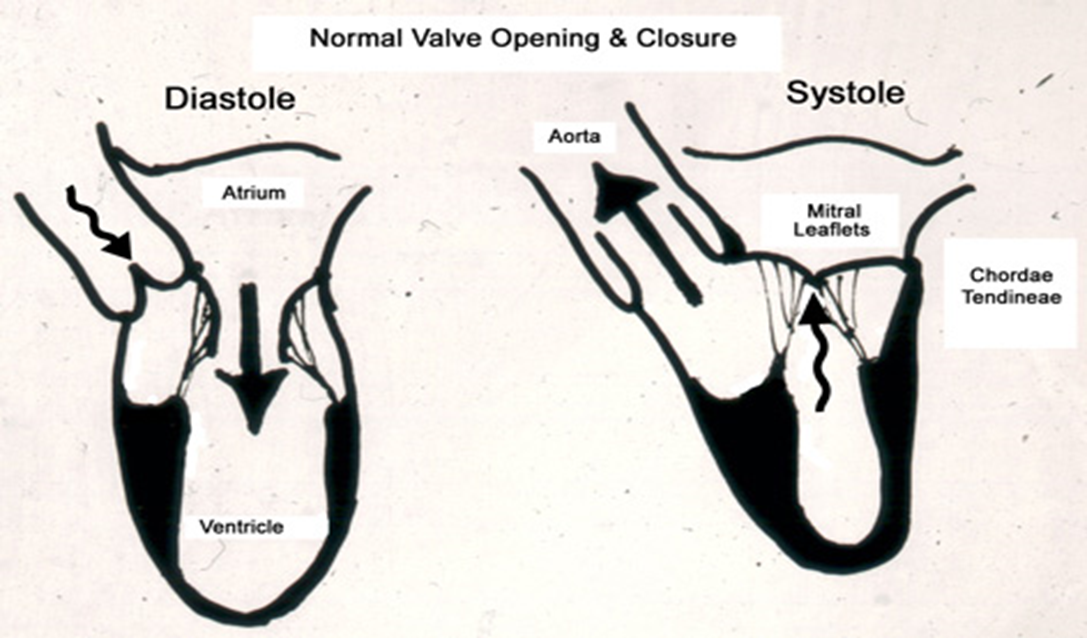 Normal Valve Opening & Closure
Diastole
Systole
Aorta
Atrium
Mitral
Leaflets
Chordae
Tendineae
Ventricle